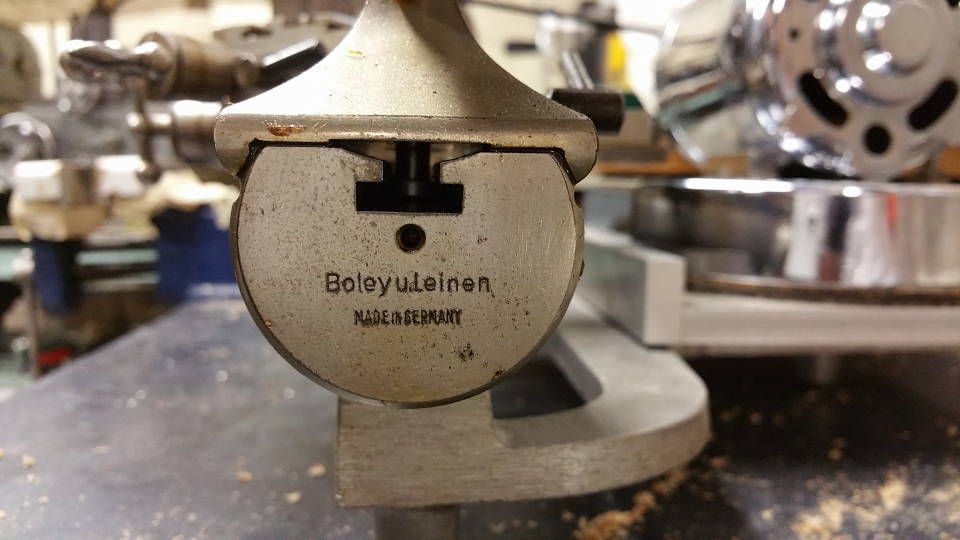 Boley u. Leinen
MADE in GERMANY